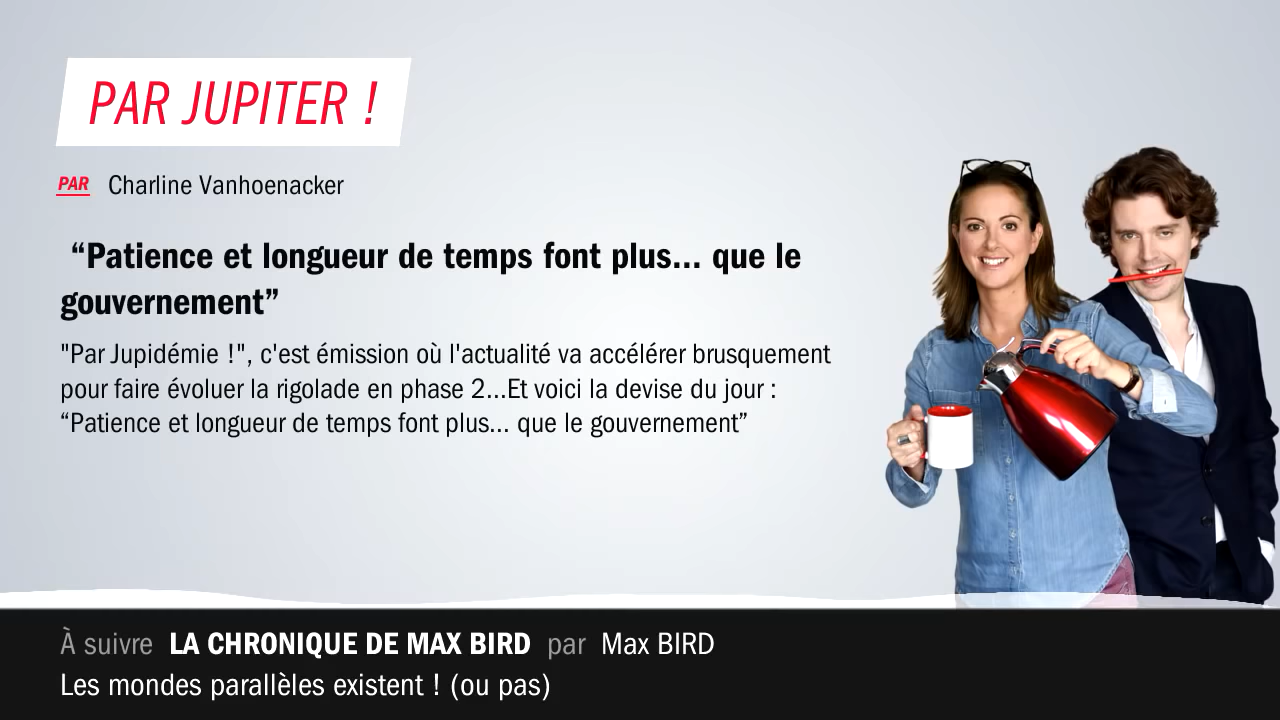 PAR JUPITER !
PAR Charline Vanhoenacker
“Patience et longueur de temps font plus... que le
gouvernement”
"Par Jupidémie !", c'est émission où l'actualité va accélérer brusquement
pour faire évoluer la rigolade en phase 2...Et voici la devise du jour :
“Patience et longueur de temps font plus... que le gouvernement”
À suivre LA CHRONIQUE DE MAX BIRD par Max BIRD
Les mondes parallèles existent ! (ou pas)